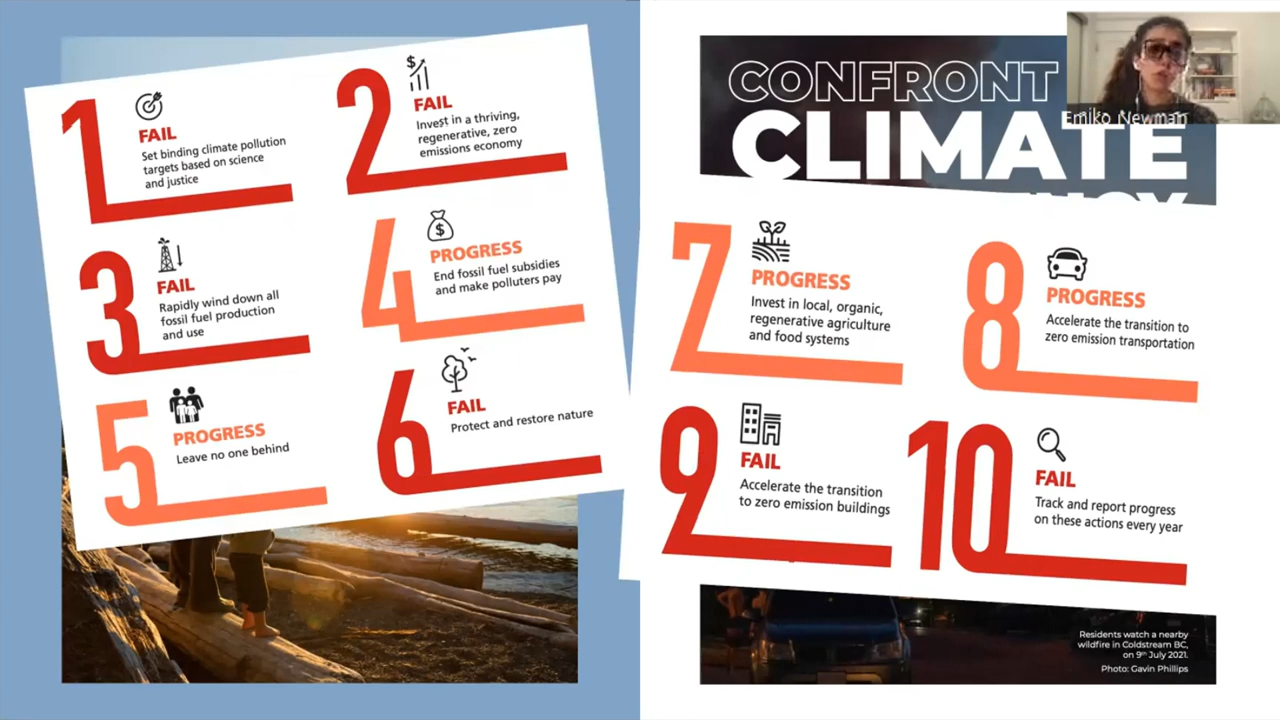 1
FAIL
Set binding climate pollution
targets based on science
and justice
2
FAIL
Invest in a thriving,
regenerative, zero
emissions economy
3
FAIL
Rapidly wind down all
fossil fuel production
and use
4
PROGRESS
End fossil fuel subsidies
and make polluters pay
5
PROGRESS
Leave no one behind
6
FAIL
Protect and restore nature
CONFRONT
CLIMATE
Emiko Newman
7
PROGRESS
Invest in local, organic,
regenerative agriculture
and food systems
8
PROGRESS
Accelerate the transition to
zero emission transportation
9
FAIL
Accelerate the transition
to zero emission buildings
10
FAIL
Track and report progress
on these actions every year
Residents watch a nearby
wildfire in Coldstream BC,
on 9th July 2021.
Photo: Gavin Phillips